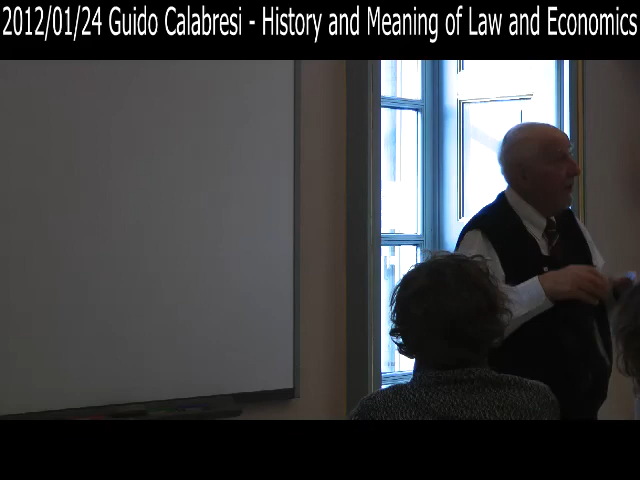 2012/01/24 Guido Calabresi - History and Meaning of Law and Economics